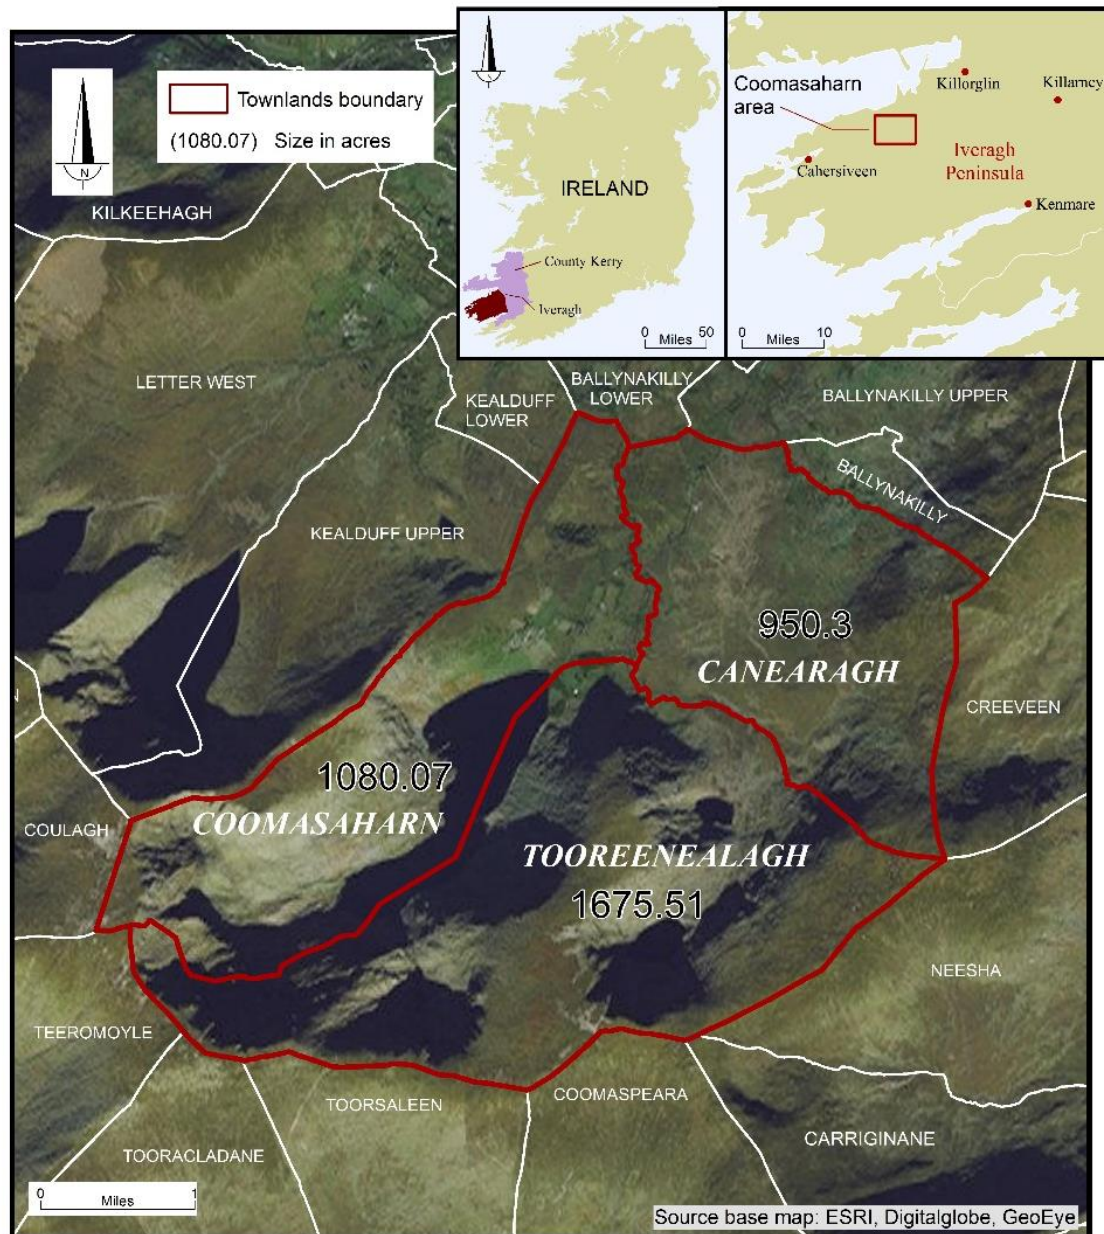 N
Townlands boundary
(1080.07) Size in acres
N
IRELAND
County Kerry
Iveragh
0 50
Miles
Coomasaharn
area
Killorglin
Killarney
Iveragh
Peninsula
Cahersiveen
Kenmare
0 10
Miles
KILKEEHAGH
LETTER WEST
KEALDUFF
LOWER
BALLYNAKILLY
LOWER
BALLYNAKILLY UPPER
BALLYNAKILLY
KEALDUFF UPPER
950.3
CANEARAGH
N
CREEVEEN
1080.07
COOMASAHARN
COULAGH
TOOREENEALAGH
1675.51
NEESHA
TEEROMOYLE
TOORSALEEN
COOMASPEARA
CARRIGINANE
TOORACLADANE
0 1
Miles
Source base map: ESRI, Digitalglobe, GeoEye